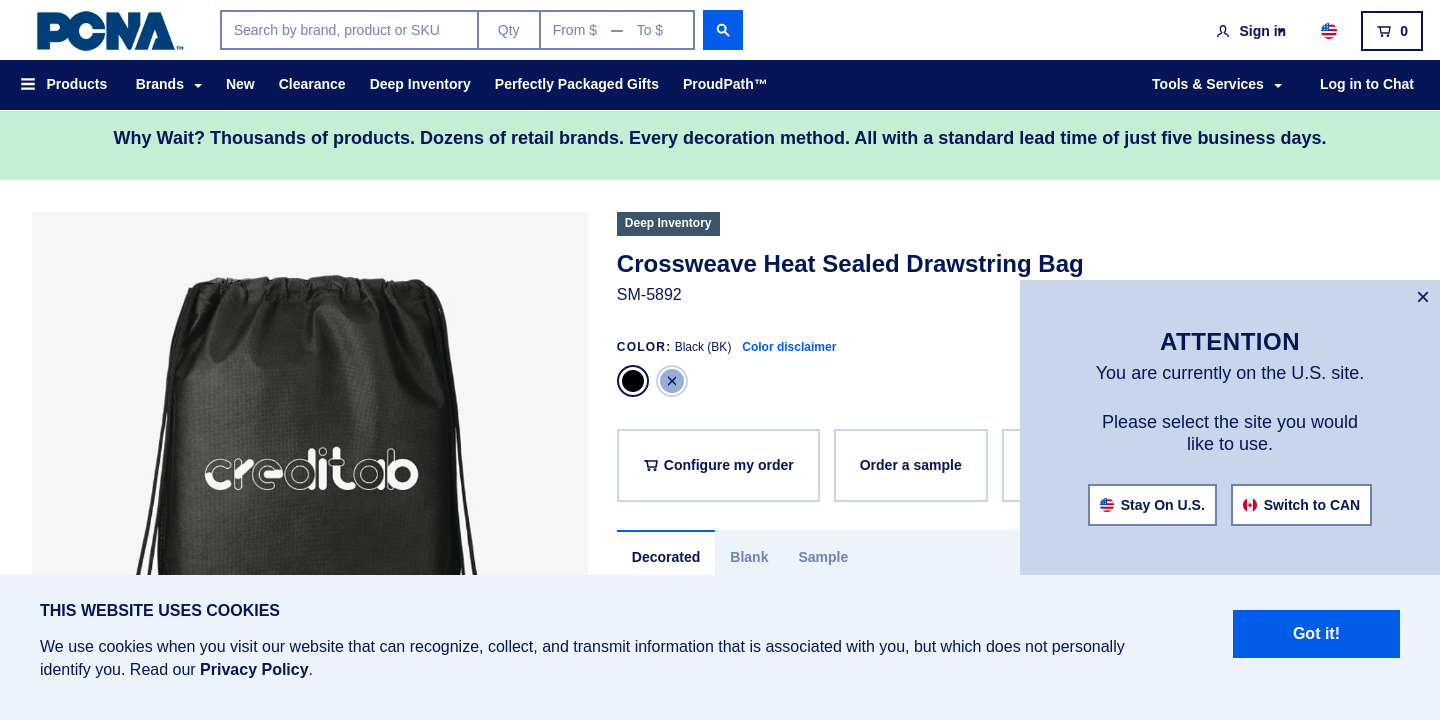 PCNA™
Search by brand, product or SKU
Qty
From $ — To $
Sign in
0
Products
Brands
New
Clearance
Deep Inventory
Perfectly Packaged Gifts
ProudPath™
Tools & Services
Log in to Chat
Why Wait? Thousands of products. Dozens of retail brands. Every decoration method. All with a standard lead time of just five business days.
creditab
Deep Inventory
Crossweave Heat Sealed Drawstring Bag
SM-5892
COLOR: Black (BK) Color disclaimer
Configure my order
Order a sample
Decorated
Blank
Sample
ATTENTION
You are currently on the U.S. site.
Please select the site you would
like to use.
Stay On U.S.
Switch to CAN
THIS WEBSITE USES COOKIES
We use cookies when you visit our website that can recognize, collect, and transmit information that is associated with you, but which does not personally
identify you. Read our Privacy Policy.
Got it!